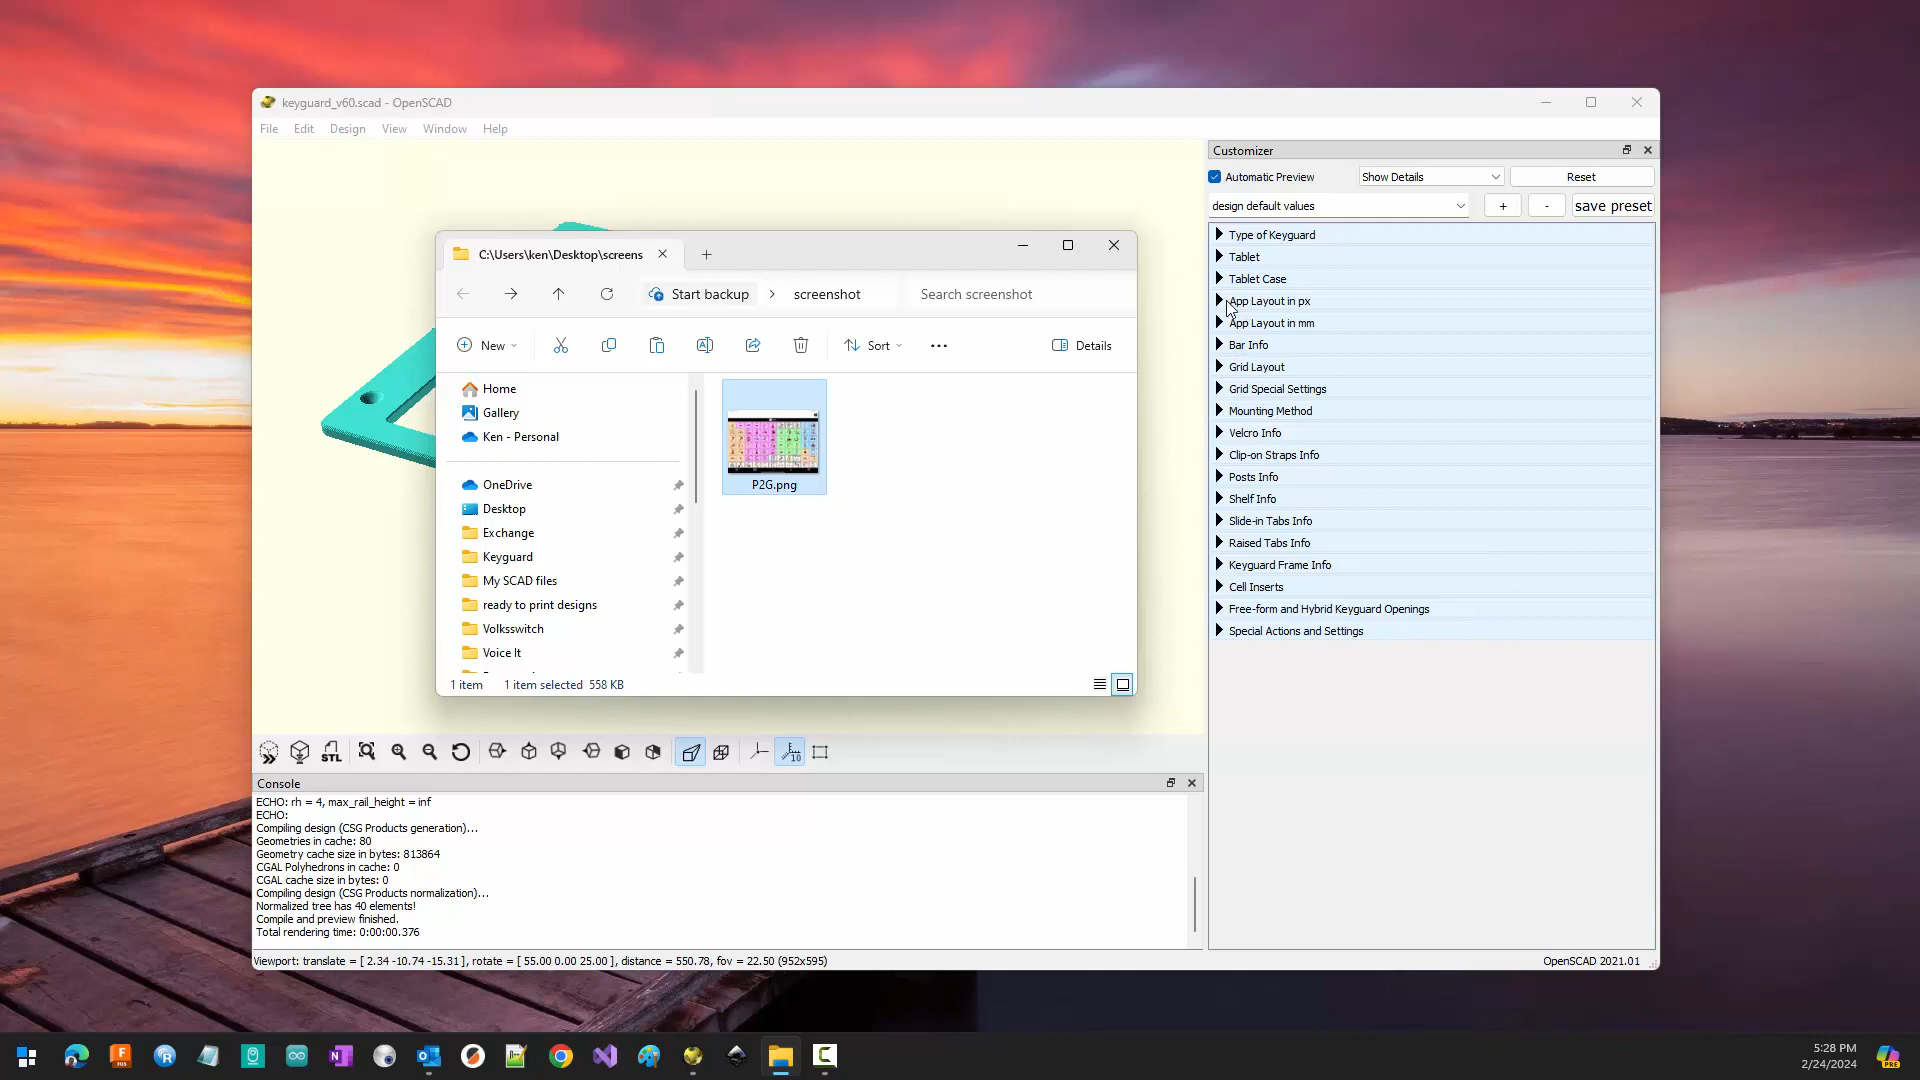 keyguard_v60.scad - OpenSCAD
File Edit Design View Window Help
Customizer
Automatic Preview Show Details Reset
design default values + - save preset
Type of Keyguard
Tablet
Tablet Case
App Layout in px
App Layout in mm
Bar Info
Grid Layout
Grid Special Settings
Mounting Method
Velcro Info
Clip-on Straps Info
Posts Info
Shelf Info
Slide-in Tabs Info
Raised Tabs Info
Keyguard Frame Info
Cell Inserts
Free-form and Hybrid Keyguard Openings
Special Actions and Settings
C:\Users\ken\Desktop\screens
Start backup screenshot Search screenshot
New Sort Details
Home
Gallery
Ken - Personal
OneDrive
Desktop
Exchange
Keyguard
My SCAD files
ready to print designs
Volksswitch
Voice It
P2G.png
1 item 1 item selected 558 KB
STL
10
Console
ECHO: rh = 4, max_rail_height = inf
ECHO:
Compiling design (CSG Products generation)...
Geometries in cache: 80
Geometry cache size in bytes: 813864
CGAL Polyhedrons in cache: 0
CGAL cache size in bytes: 0
Compiling design (CSG Products normalization)...
Normalized tree has 40 elements!
Compile and preview finished.
Total rendering time: 0:00:00.376
Viewport: translate = [ 2.34 -10.74 -15.31 ], rotate = [ 55.00 0.00 25.00 ], distance = 550.78, fov = 22.50 (952x595)
OpenSCAD 2021.01
5:28 PM
2/24/2024
PRE